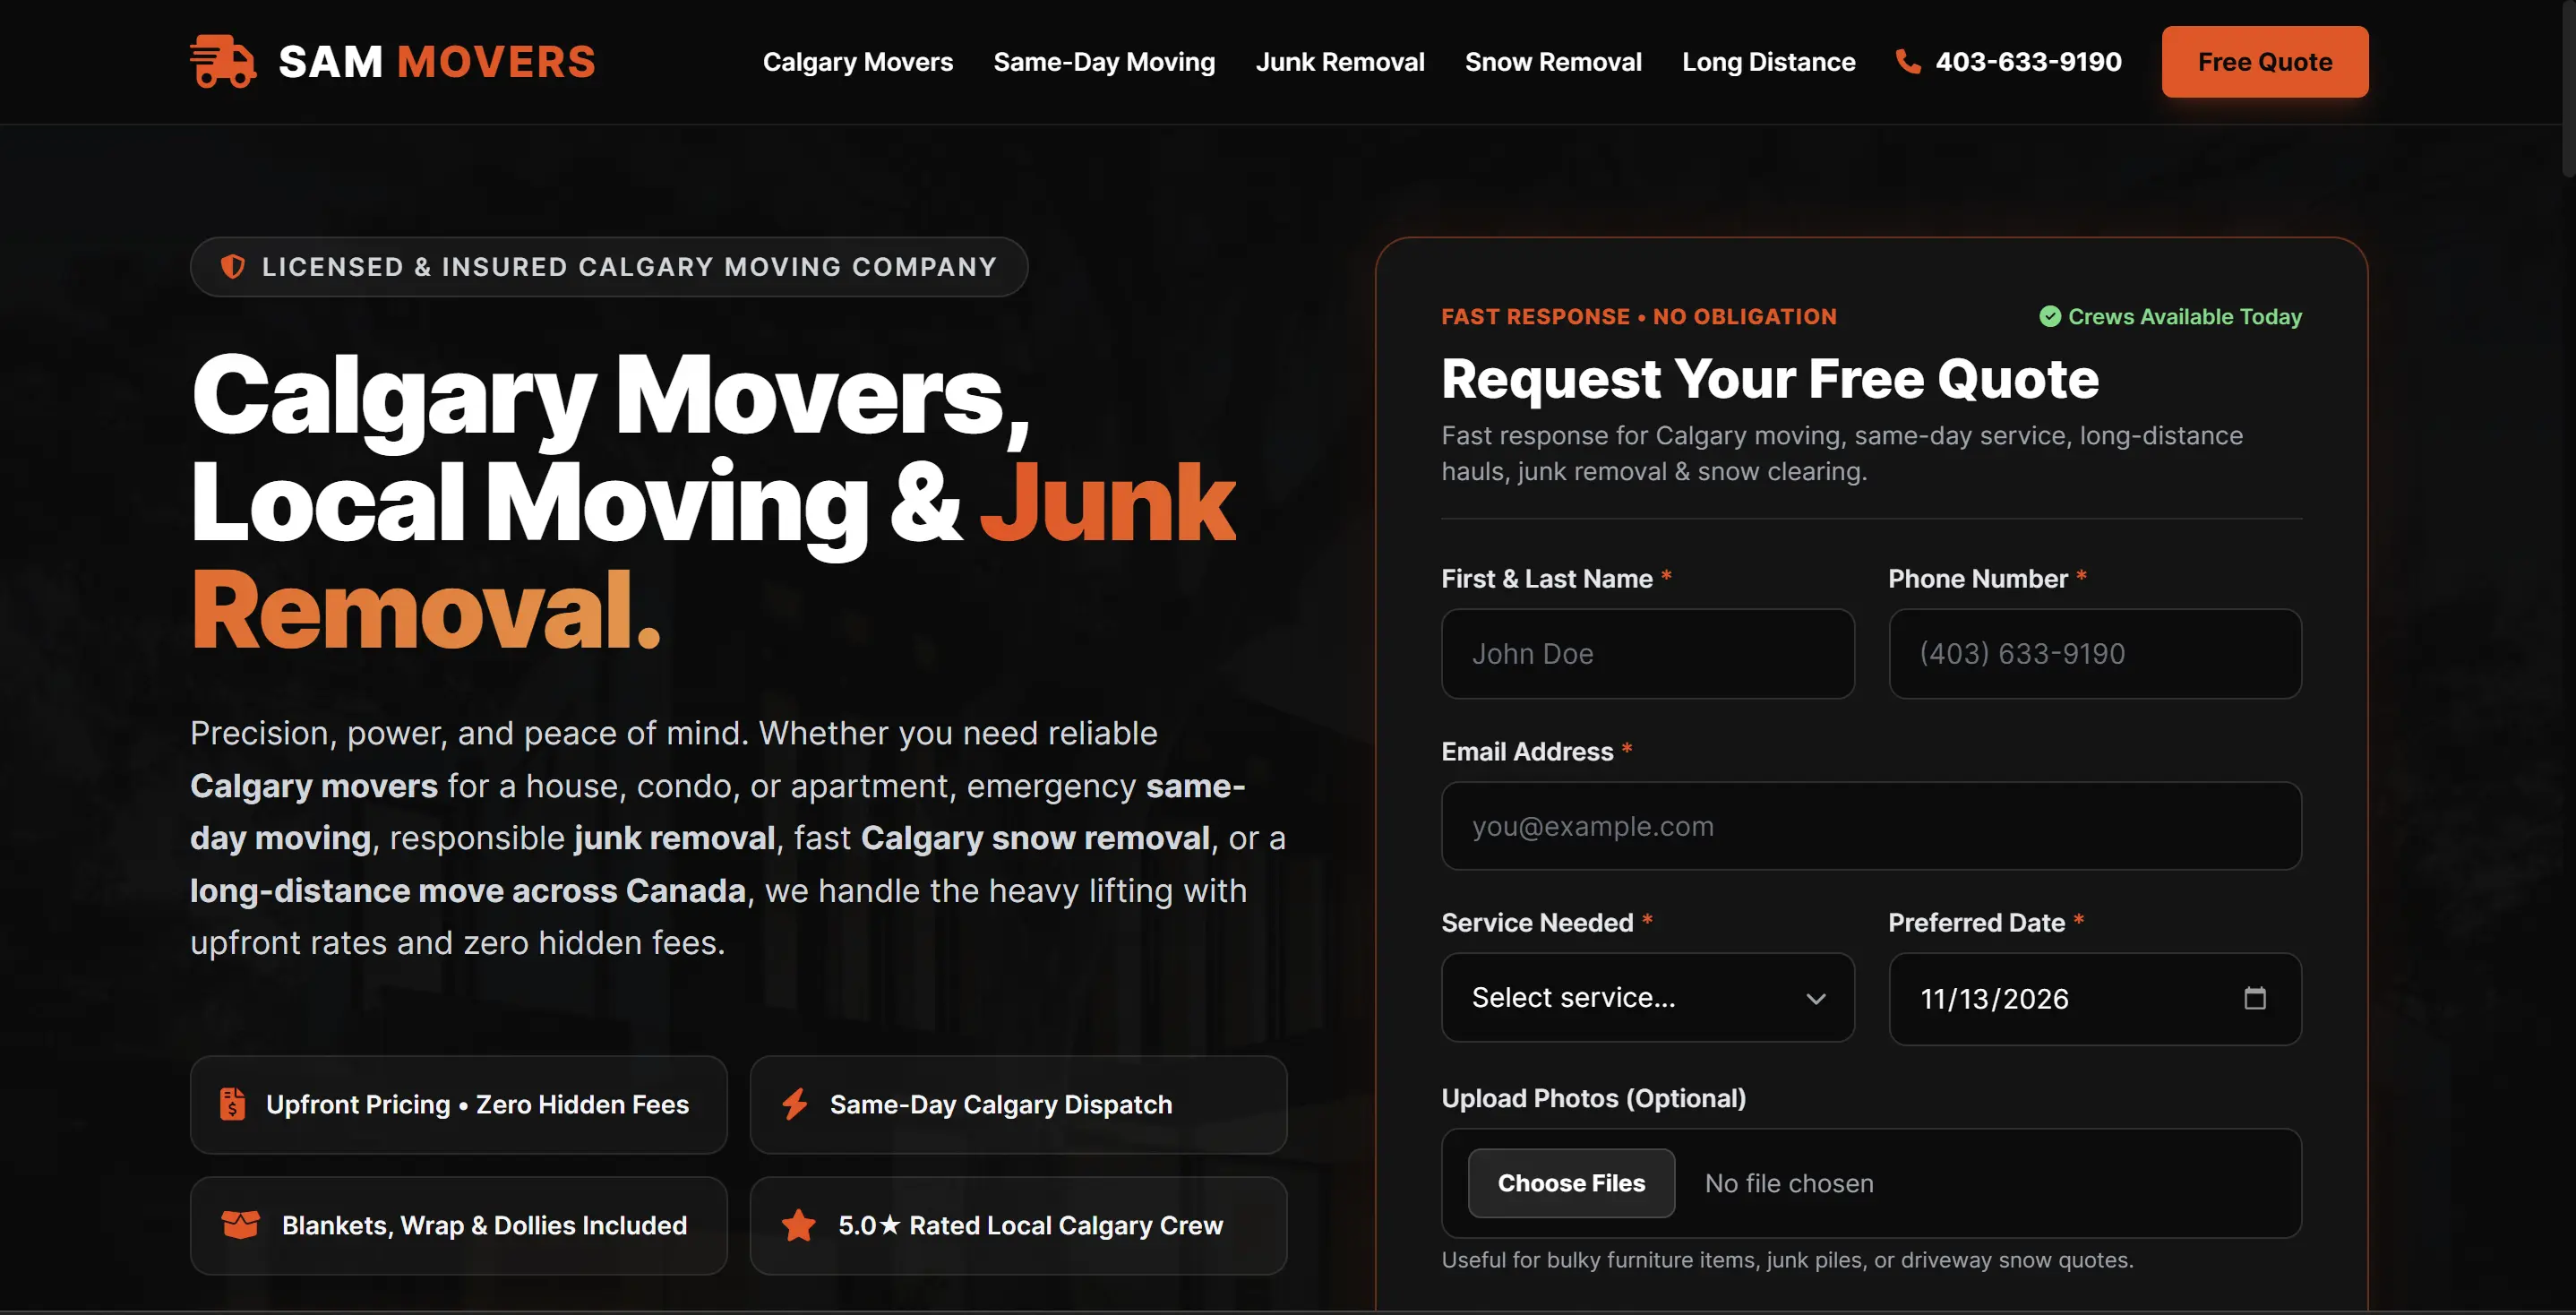 SAM MOVERS
Calgary Movers
Same-Day Moving
Junk Removal
Snow Removal
Long Distance
403-633-9190
Free Quote
LICENSED & INSURED CALGARY MOVING COMPANY
Calgary Movers,
Local Moving & Junk
Removal.
Precision, power, and peace of mind. Whether you need reliable
Calgary movers for a house, condo, or apartment, emergency same-
day moving, responsible junk removal, fast Calgary snow removal, or a
long-distance move across Canada, we handle the heavy lifting with
upfront rates and zero hidden fees.
Upfront Pricing • Zero Hidden Fees
Same-Day Calgary Dispatch
Blankets, Wrap & Dollies Included
5.0★ Rated Local Calgary Crew
FAST RESPONSE • NO OBLIGATION
Crews Available Today
Request Your Free Quote
Fast response for Calgary moving, same-day service, long-distance
hauls, junk removal & snow clearing.
First & Last Name *
Phone Number *
John Doe
(403) 633-9190
Email Address *
you@example.com
Service Needed *
Preferred Date *
Select service...
11/13/2026
Upload Photos (Optional)
Choose Files
No file chosen
Useful for bulky furniture items, junk piles, or driveway snow quotes.